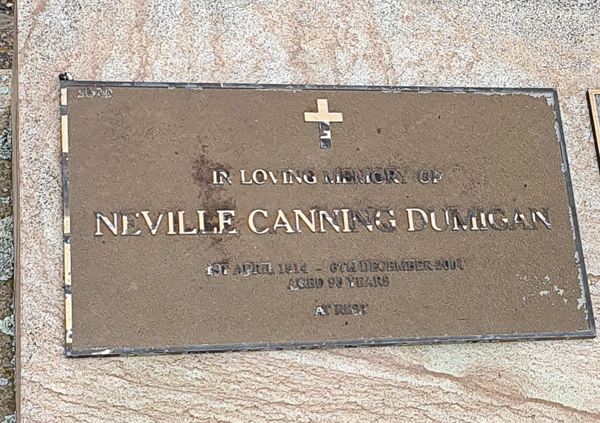 IN LOVING MEMORY OF
NEVILLE CANNING DUMIGAN
1ST APRIL 1914 - 6TH DECEMBER 2004
AGED 90 YEARS
AT REST